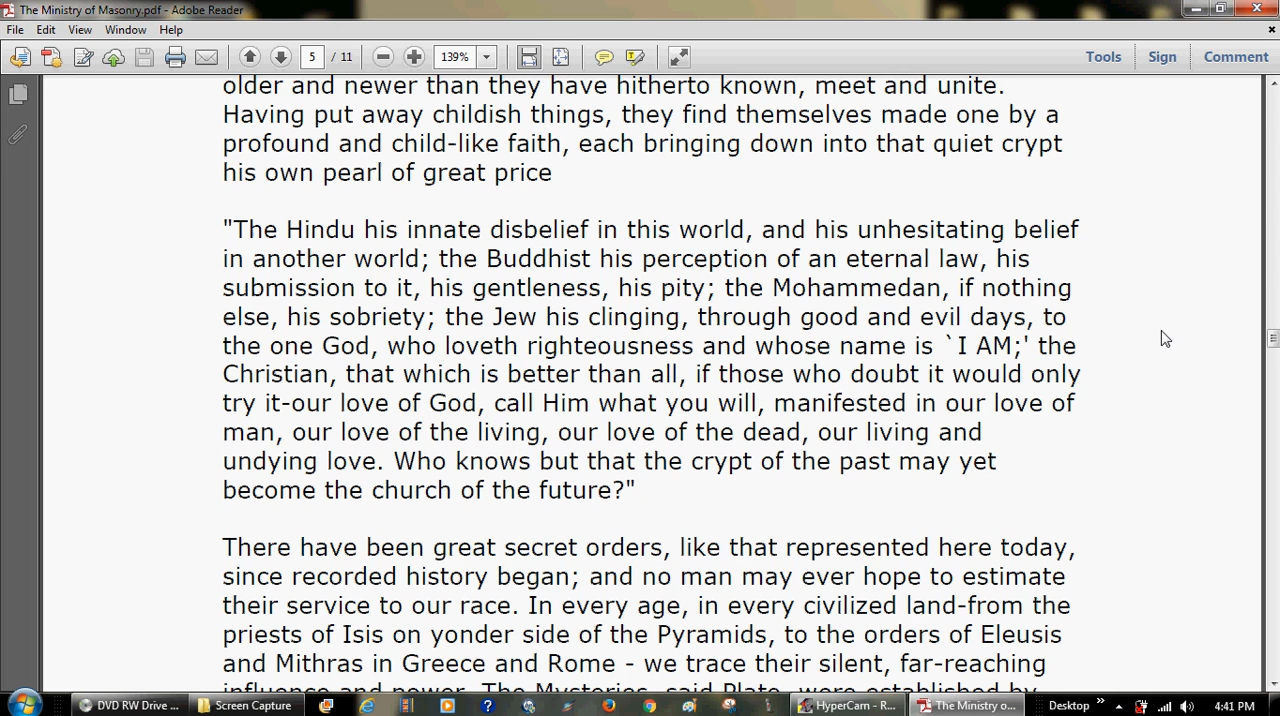 The Ministry of Masonry.pdf - Adobe Reader
File Edit View Window Help
5 / 11 139% Tools Sign Comment
older and newer than they have hitherto known, meet and unite.
Having put away childish things, they find themselves made one by a
profound and child-like faith, each bringing down into that quiet crypt
his own pearl of great price
"The Hindu his innate disbelief in this world, and his unhesitating belief
in another world; the Buddhist his perception of an eternal law, his
submission to it, his gentleness, his pity; the Mohammedan, if nothing
else, his sobriety; the Jew his clinging, through good and evil days, to
the one God, who loveth righteousness and whose name is `I AM;' the
Christian, that which is better than all, if those who doubt it would only
try it-our love of God, call Him what you will, manifested in our love of
man, our love of the living, our love of the dead, our living and
undying love. Who knows but that the crypt of the past may yet
become the church of the future?"
There have been great secret orders, like that represented here today,
since recorded history began; and no man may ever hope to estimate
their service to our race. In every age, in every civilized land-from the
priests of Isis on yonder side of the Pyramids, to the orders of Eleusis
and Mithras in Greece and Rome - we trace their silent, far-reaching
influence and power. The Mysteries, said Plato, were established by
DVD RW Drive ... Screen Capture HyperCam - R... The Ministry o... Desktop 4:41 PM